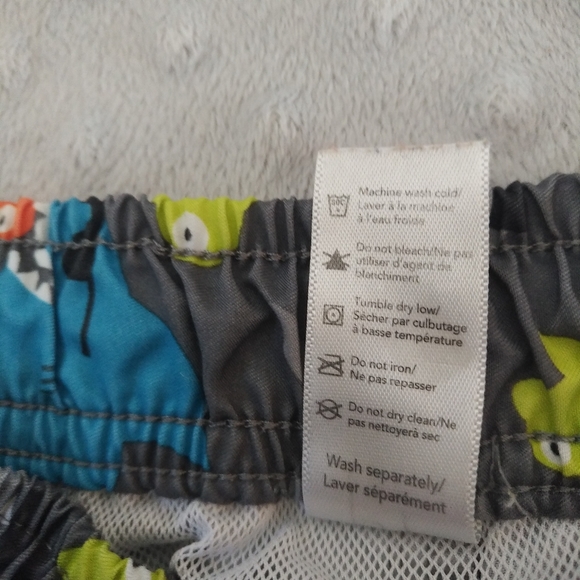 Machine wash cold/
Laver à la machine
à l'eau froide
Do not bleach/Ne pas
utiliser d'agent de
blanchiment
Tumble dry low/
Sécher par culbutage
à basse température
Do not iron/
Ne pas repasser
Do not dry clean/Ne
pas nettoyer à sec
Wash separately/
Laver séparément